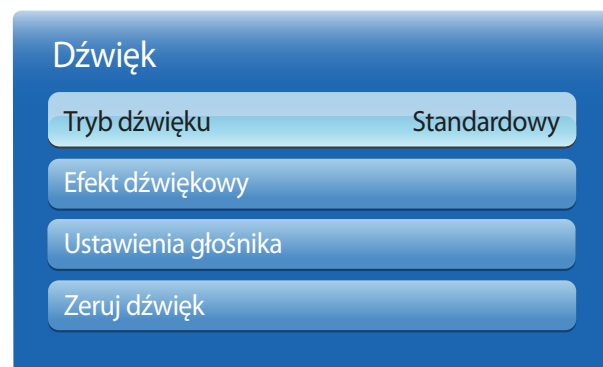 Dźwięk
Tryb dźwięku Standardowy
Efekt dźwiękowy
Ustawienia głośnika
Zeruj dźwięk